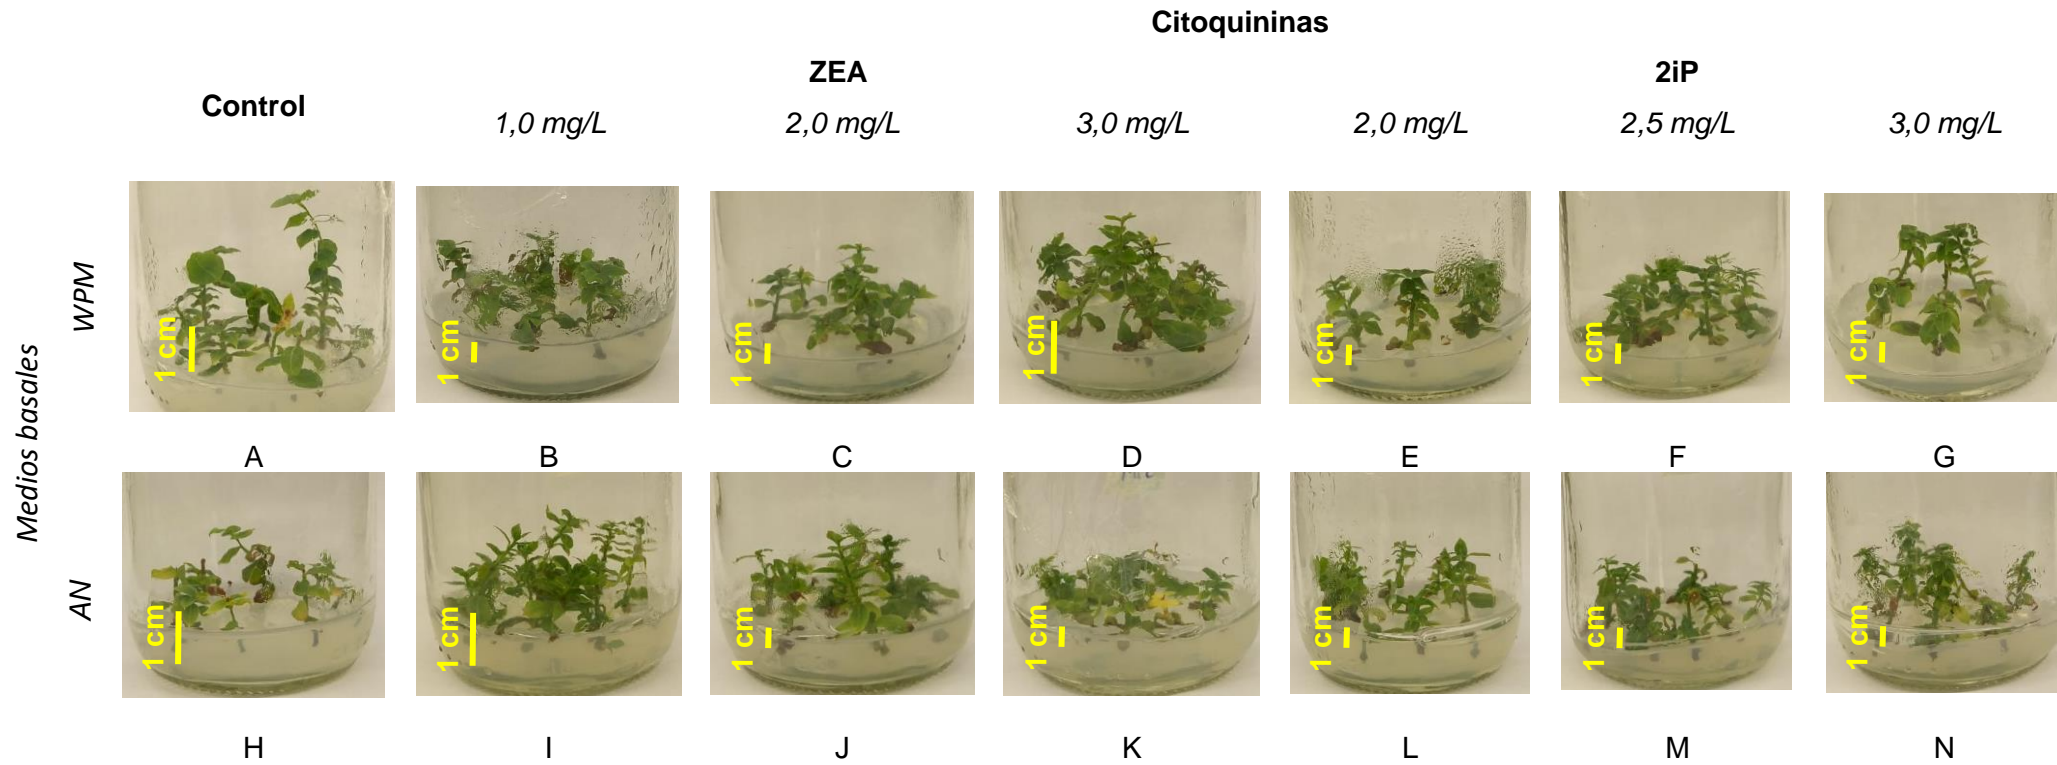 Citoquininas
ZEA
2iP
Control
1,0 mg/L
2,0 mg/L
3,0 mg/L
2,0 mg/L
2,5 mg/L
3,0 mg/L
Medios basales
WPM
1 cm
1 cm
1 cm
1 cm
1 cm
1 cm
1 cm
A
B
C
D
E
F
G
AN
1 cm
1 cm
1 cm
1 cm
1 cm
1 cm
1 cm
H
I
J
K
L
M
N